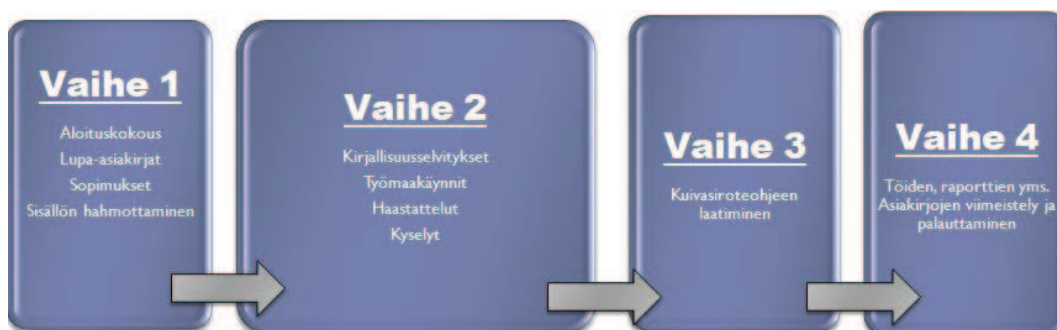 Vaihe 1
Aloituskokous
Lupa-asiakirjat
Sopimukset
Sisällön hahmottaminen
Vaihe 2
Kirjallisuusselvitykset
Työmaakäynnit
Haastattelut
Kyselyt
Vaihe 3
Kuivasiroteohjeen
laatiminen
Vaihe 4
Töiden, raporttien yms.
Asiakirjojen viimeistely ja
palauttaminen